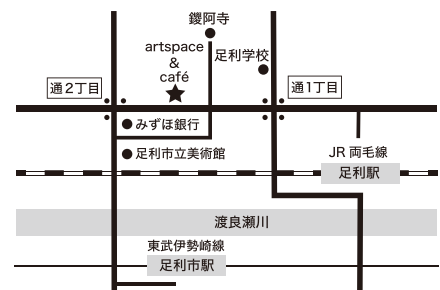 鑁阿寺
artspace
&
café
足利学校
通2丁目
通1丁目
みずほ銀行
足利市立美術館
JR 両毛線
足利駅
渡良瀬川
東武伊勢崎線
足利市駅